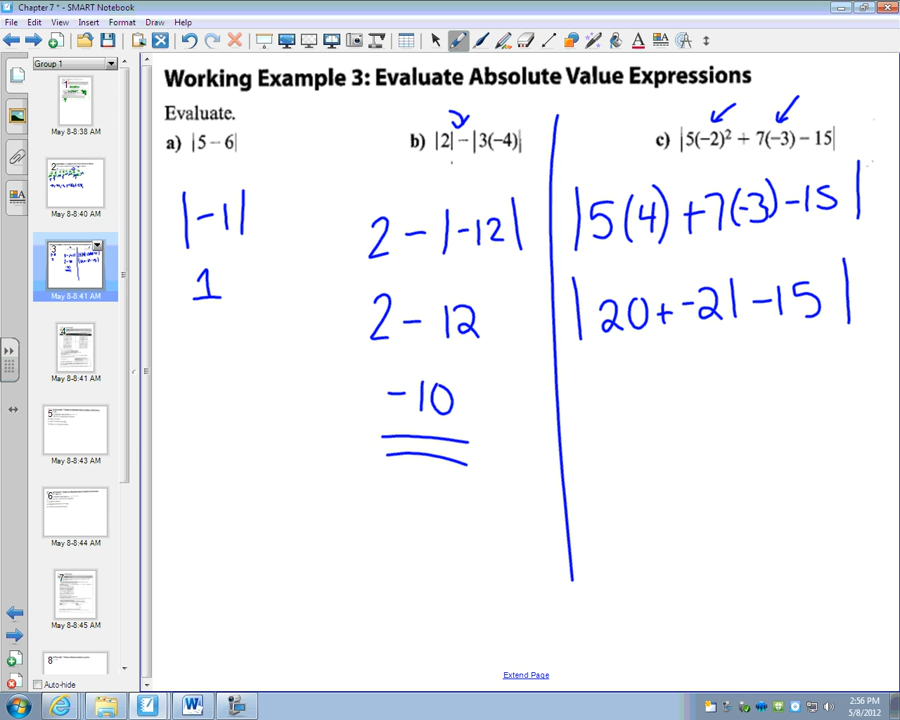 Chapter 7 * - SMART Notebook
File Edit View Insert Format Draw Help
Group 1
May 8-8:38 AM
May 8-8:40 AM
May 8-8:41 AM
May 8-8:41 AM
May 8-8:43 AM
May 8-8:44 AM
May 8-8:45 AM
Auto-hide
Working Example 3: Evaluate Absolute Value Expressions
Evaluate.
a) |5 – 6|
|-1|
1
b) |2| – |3(–4)|
2 - |-12|
2 - 12
-10
c) |5(–2)² + 7(–3) – 15|
|5(4) + 7(-3) - 15|
|20 + -21 - 15|
Extend Page
2:56 PM
5/8/2012